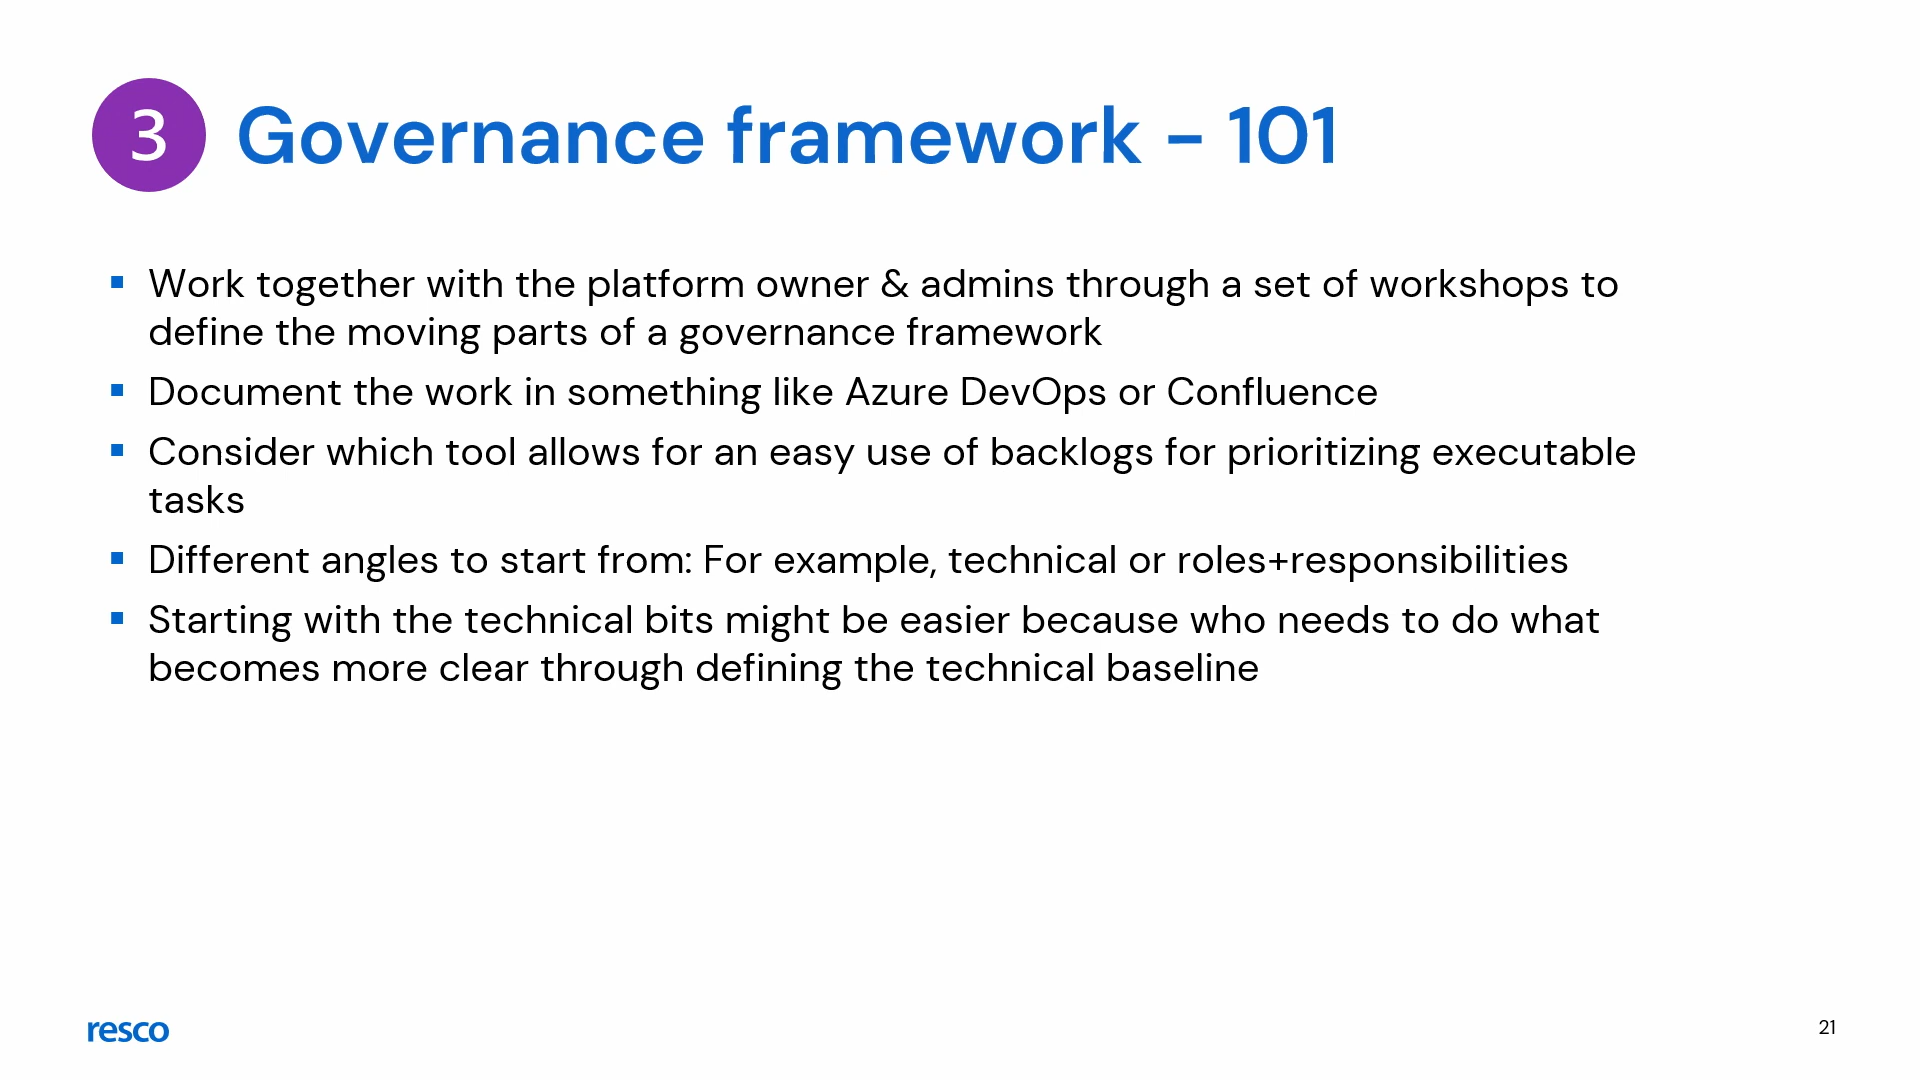 3
Governance framework - 101
▪ Work together with the platform owner & admins through a set of workshops to
define the moving parts of a governance framework
▪ Document the work in something like Azure DevOps or Confluence
▪ Consider which tool allows for an easy use of backlogs for prioritizing executable
tasks
▪ Different angles to start from: For example, technical or roles+responsibilities
▪ Starting with the technical bits might be easier because who needs to do what
becomes more clear through defining the technical baseline
resco
21